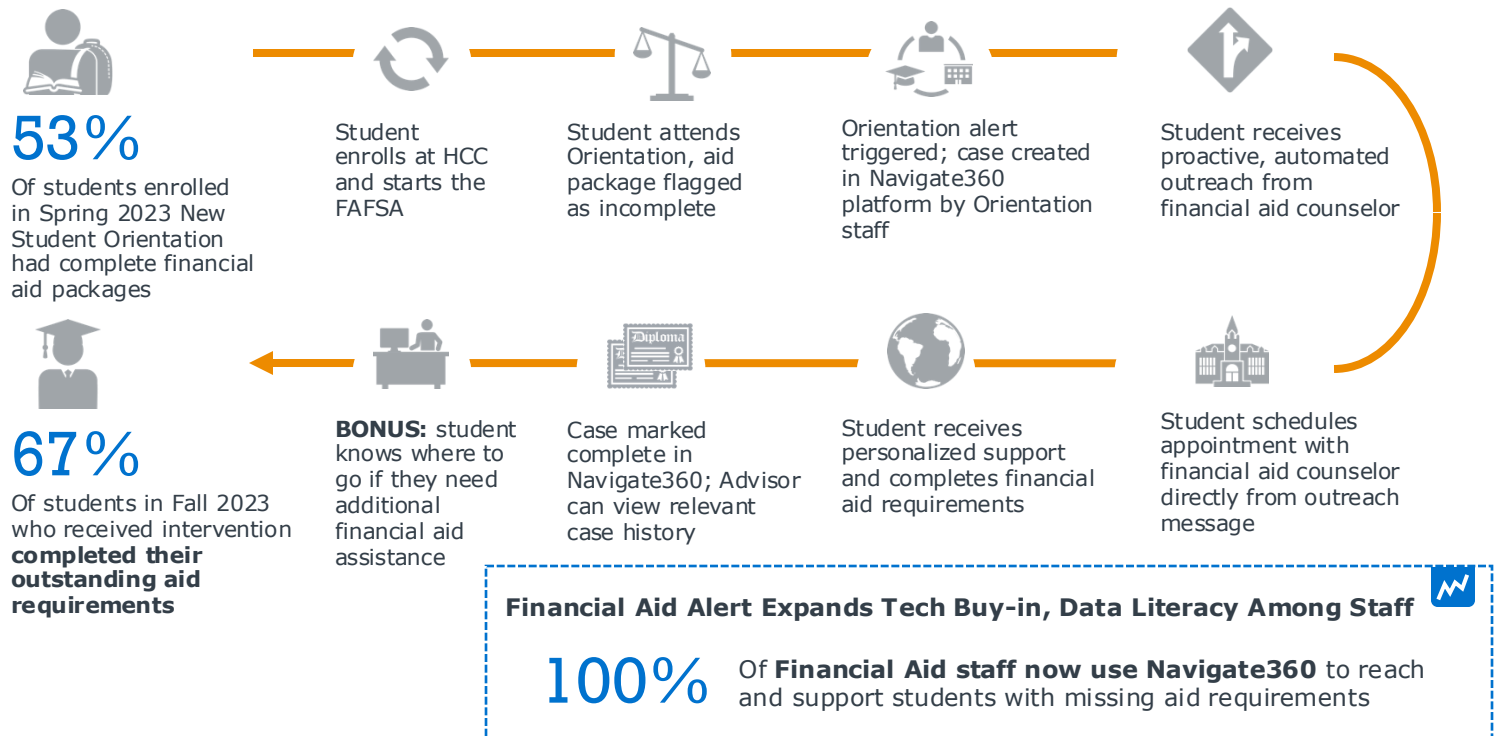 53%
Of students enrolled
in Spring 2023 New
Student Orientation
had complete financial
aid packages
Student
enrolls at HCC
and starts the
FAFSA
Student attends
Orientation, aid
package flagged
as incomplete
Orientation alert
triggered; case created
in Navigate360
platform by Orientation
staff
Student receives
proactive, automated
outreach from
financial aid counselor
Student schedules
appointment with
financial aid counselor
directly from outreach
message
Student receives
personalized support
and completes financial
aid requirements
Diploma
Case marked
complete in
Navigate360; Advisor
can view relevant
case history
BONUS: student
knows where to
go if they need
additional
financial aid
assistance
67%
Of students in Fall 2023
who received intervention
completed their
outstanding aid
requirements
Financial Aid Alert Expands Tech Buy-in, Data Literacy Among Staff
100%
Of Financial Aid staff now use Navigate360 to reach
and support students with missing aid requirements